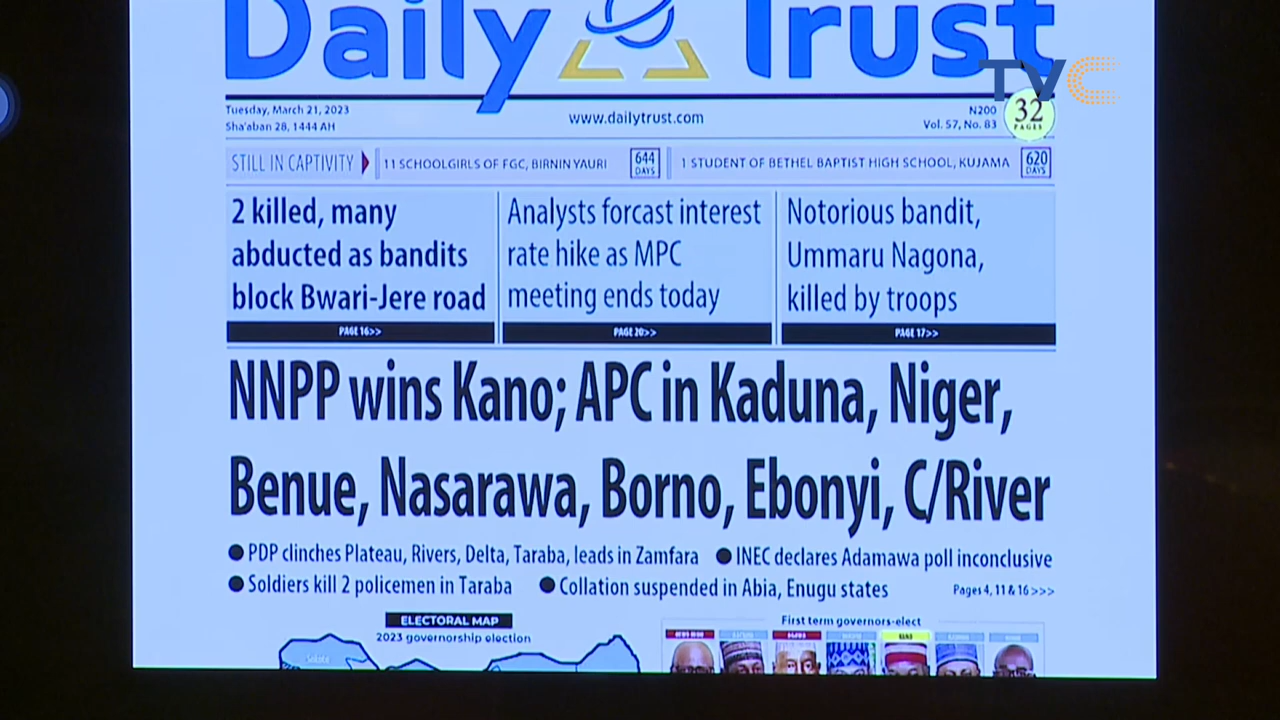 Daily Trust
TVC
Tuesday, March 21, 2023
Sha'aban 28, 1444 AH
www.dailytrust.com
N200
Vol. 57, No. 83
32
PAGES
STILL IN CAPTIVITY
11 SCHOOLGIRLS OF FGC, BIRNIN YAURI
644
DAYS
1 STUDENT OF BETHEL BAPTIST HIGH SCHOOL, KUJAMA
620
DAYS
2 killed, many
abducted as bandits
block Bwari-Jere road
PAGE 16>>
Analysts forcast interest
rate hike as MPC
meeting ends today
PAGE 20>>
Notorious bandit,
Ummaru Nagona,
killed by troops
PAGE 17>>
NNPP wins Kano; APC in Kaduna, Niger,
Benue, Nasarawa, Borno, Ebonyi, C/River
● PDP clinches Plateau, Rivers, Delta, Taraba, leads in Zamfara ● INEC declares Adamawa poll inconclusive
● Soldiers kill 2 policemen in Taraba ● Collation suspended in Abia, Enugu states Pages 4, 11 & 16 >>>
ELECTORAL MAP
2023 governorship election
Sokoto
First term governors-elect
KANO